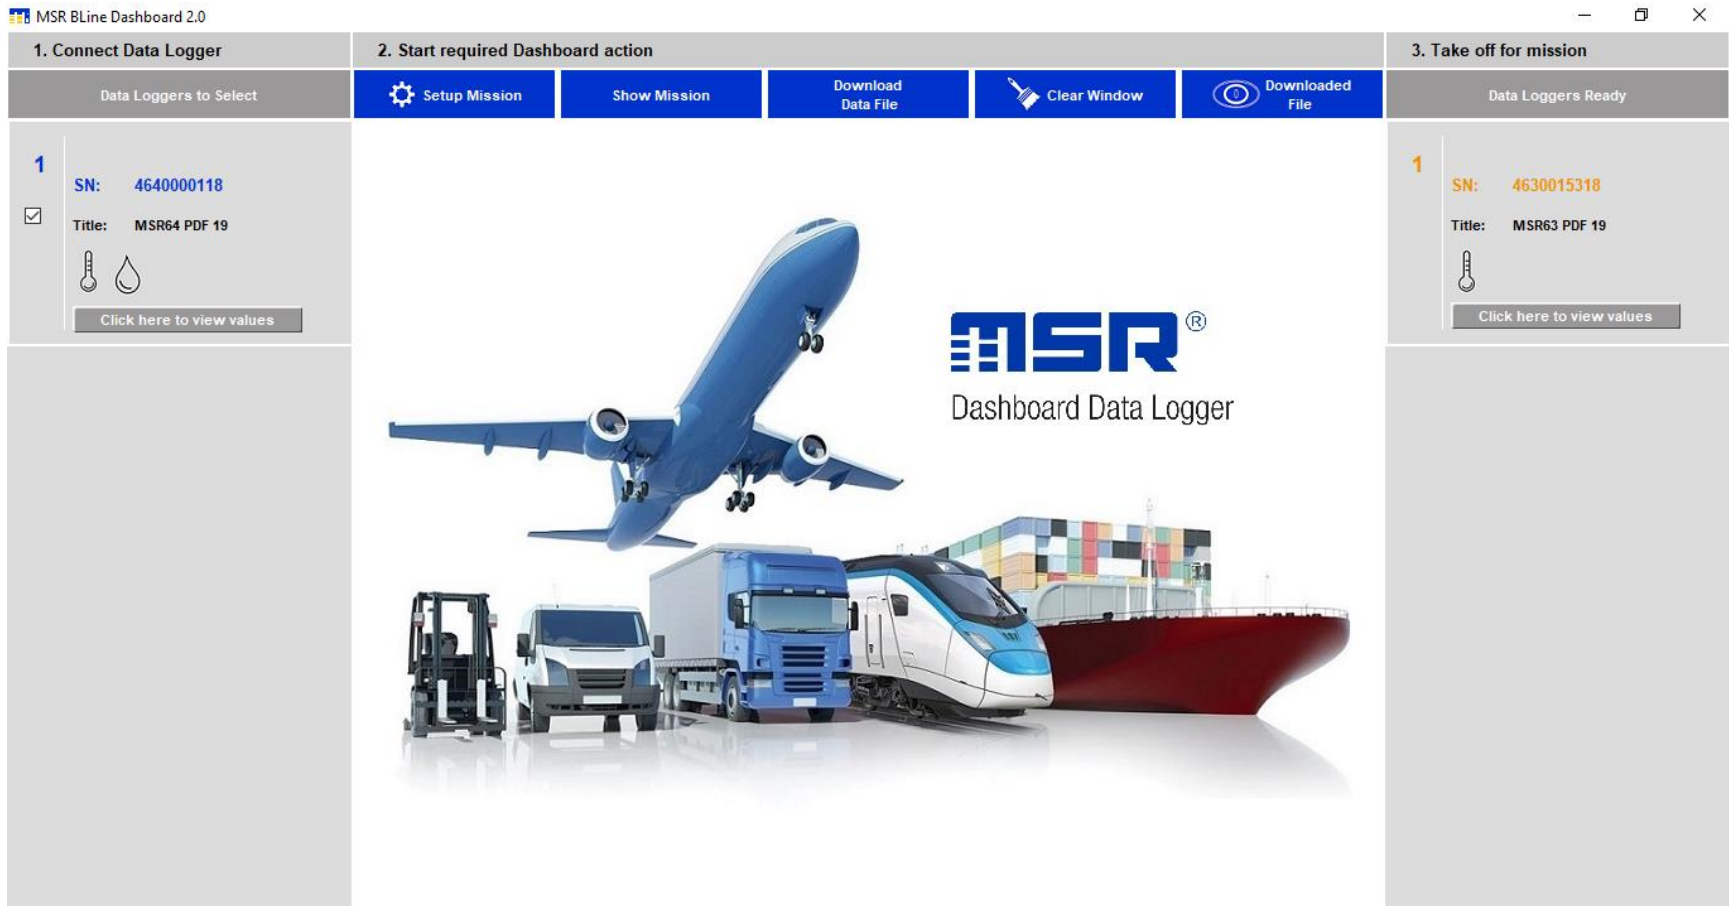 MSR BLine Dashboard 2.0
1. Connect Data Logger
2. Start required Dashboard action
3. Take off for mission
Data Loggers to Select
Setup Mission
Show Mission
Download
Data File
Clear Window
Downloaded
File
Data Loggers Ready
1
SN: 4640000118
Title: MSR64 PDF 19
Click here to view values
MSR®
Dashboard Data Logger
1
SN: 4630015318
Title: MSR63 PDF 19
Click here to view values